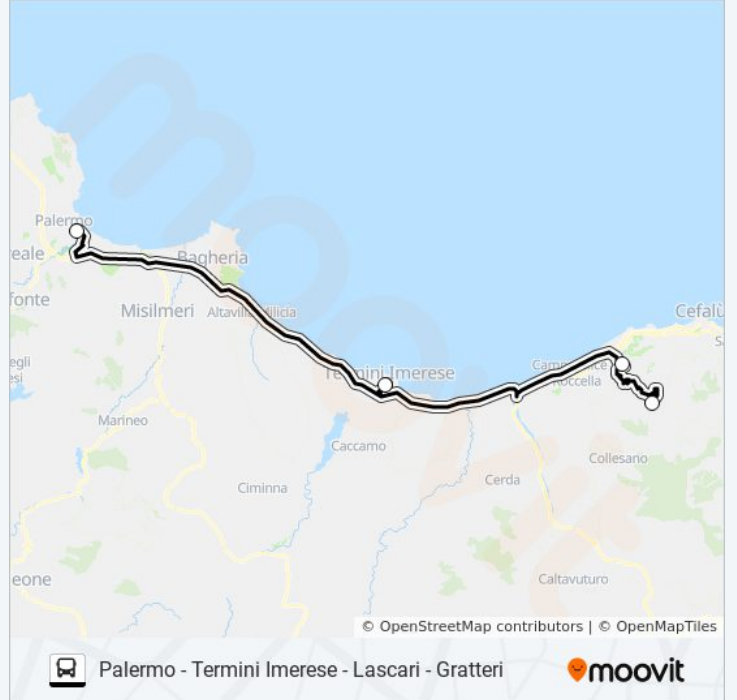 Palermo
reale
Bagheria
fonte
Misilmeri
Altavilla Milicia
Cefalù
Termini Imerese
Roccella
Marineo
Caccamo
Collesano
Ciminna
Cerda
eone
Caltavuturo
© OpenStreetMap contributors | © OpenMapTiles
Palermo - Termini Imerese - Lascari - Gratteri
moovit